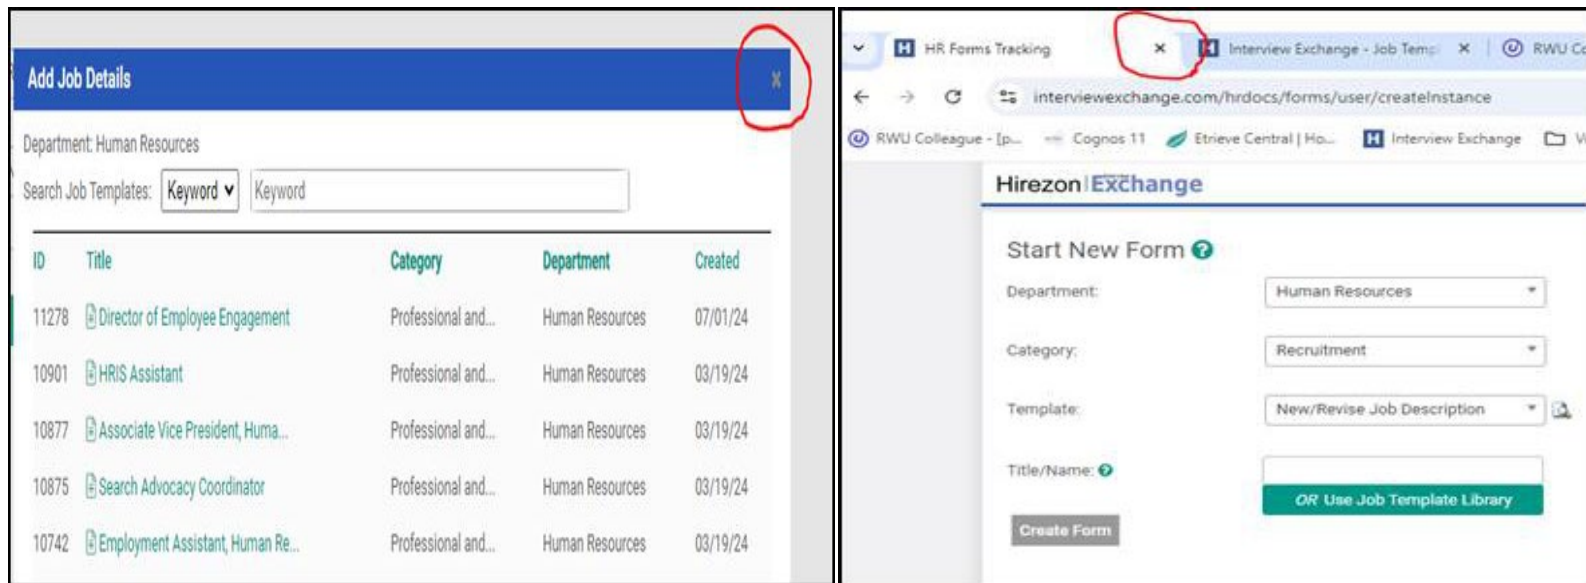 Add Job Details x
Department: Human Resources
Search Job Templates: Keyword Keyword
ID Title Category Department Created
11278 Director of Employee Engagement Professional and... Human Resources 07/01/24
10901 HRIS Assistant Professional and... Human Resources 03/19/24
10877 Associate Vice President, Huma... Professional and... Human Resources 03/19/24
10875 Search Advocacy Coordinator Professional and... Human Resources 03/19/24
10742 Employment Assistant, Human Re... Professional and... Human Resources 03/19/24
H HR Forms Tracking H Interview Exchange - Job Temp RWU Co
interviewexchange.com/hrdocs/forms/user/createInstance
RWU Colleague - [p... Cognos 11 Etrieve Central | Ho... H Interview Exchange
Hirezon Exchange
Start New Form ?
Department: Human Resources
Category: Recruitment
Template: New/Revise Job Description
Title/Name: ?
OR Use Job Template Library
Create Form